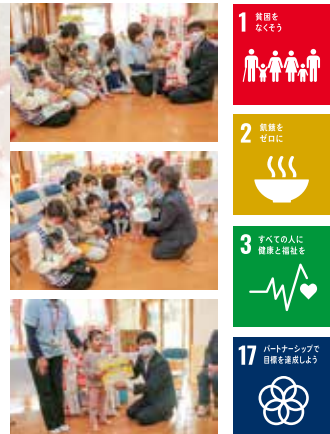 1 貧困を
なくそう
2 飢餓を
ゼロに
3 すべての人に
健康と福祉を
17 パートナーシップで
目標を達成しよう